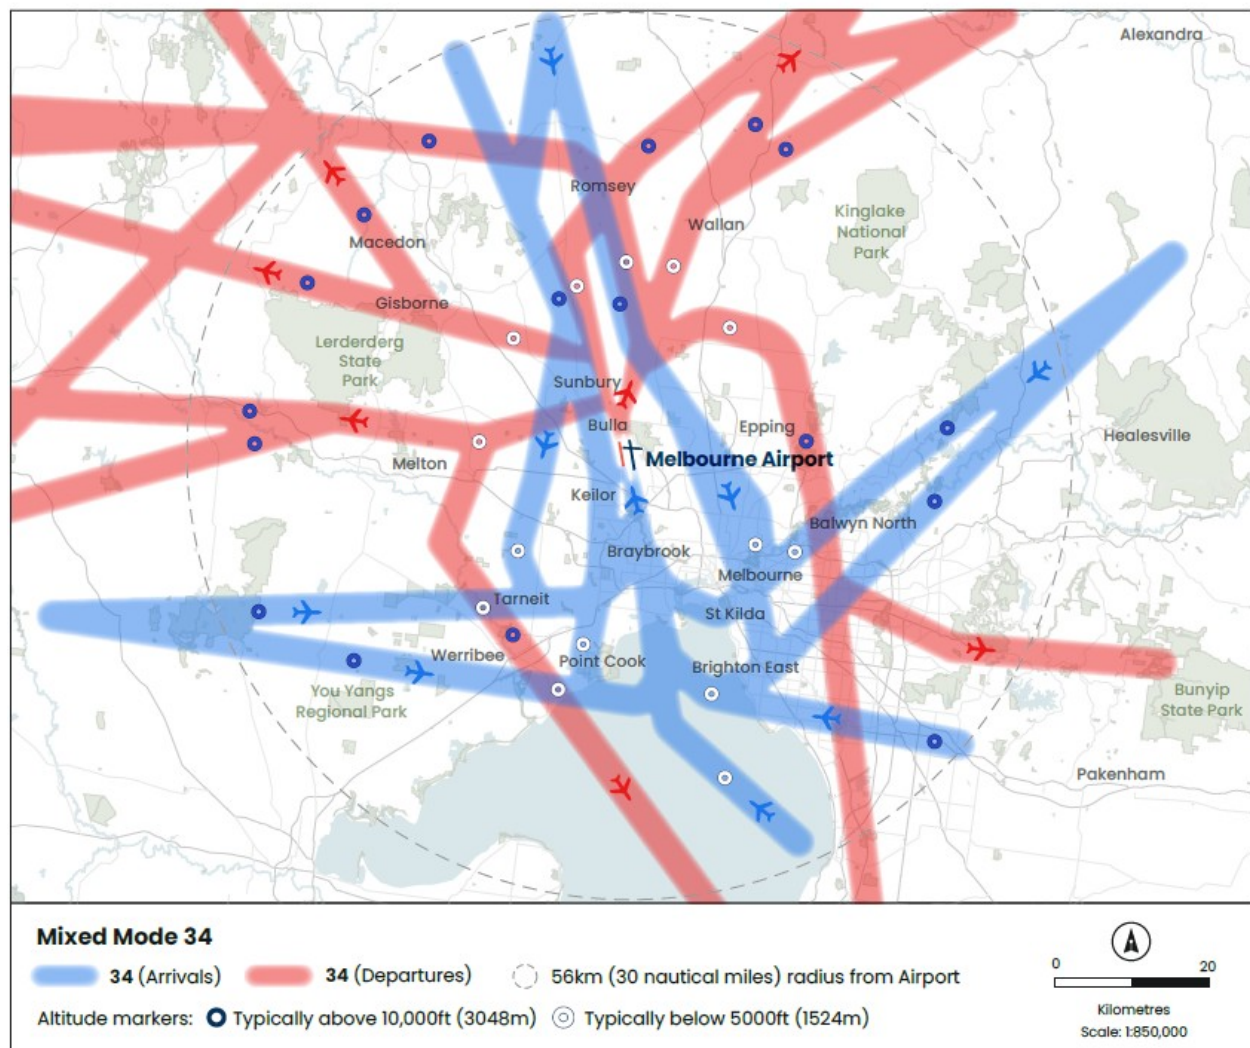 Alexandra
Romsey
Kinglake
National
Park
Wallan
Macedon
Gisborne
Lerderderg
State
Park
Sunbury
Bulla
Epping
Healesville
Melton
Melbourne Airport
Keilor
Balwyn North
Braybrook
Melbourne
Tarneit
St Kilda
Werribee
Point Cook
Brighton East
You Yangs
Regional Park
Bunyip
State Park
Pakenham
Mixed Mode 34
34 (Arrivals)
34 (Departures)
56km (30 nautical miles) radius from Airport
0 20
Kilometres
Scale: 1:850,000
Altitude markers: Typically above 10,000ft (3048m) Typically below 5000ft (1524m)